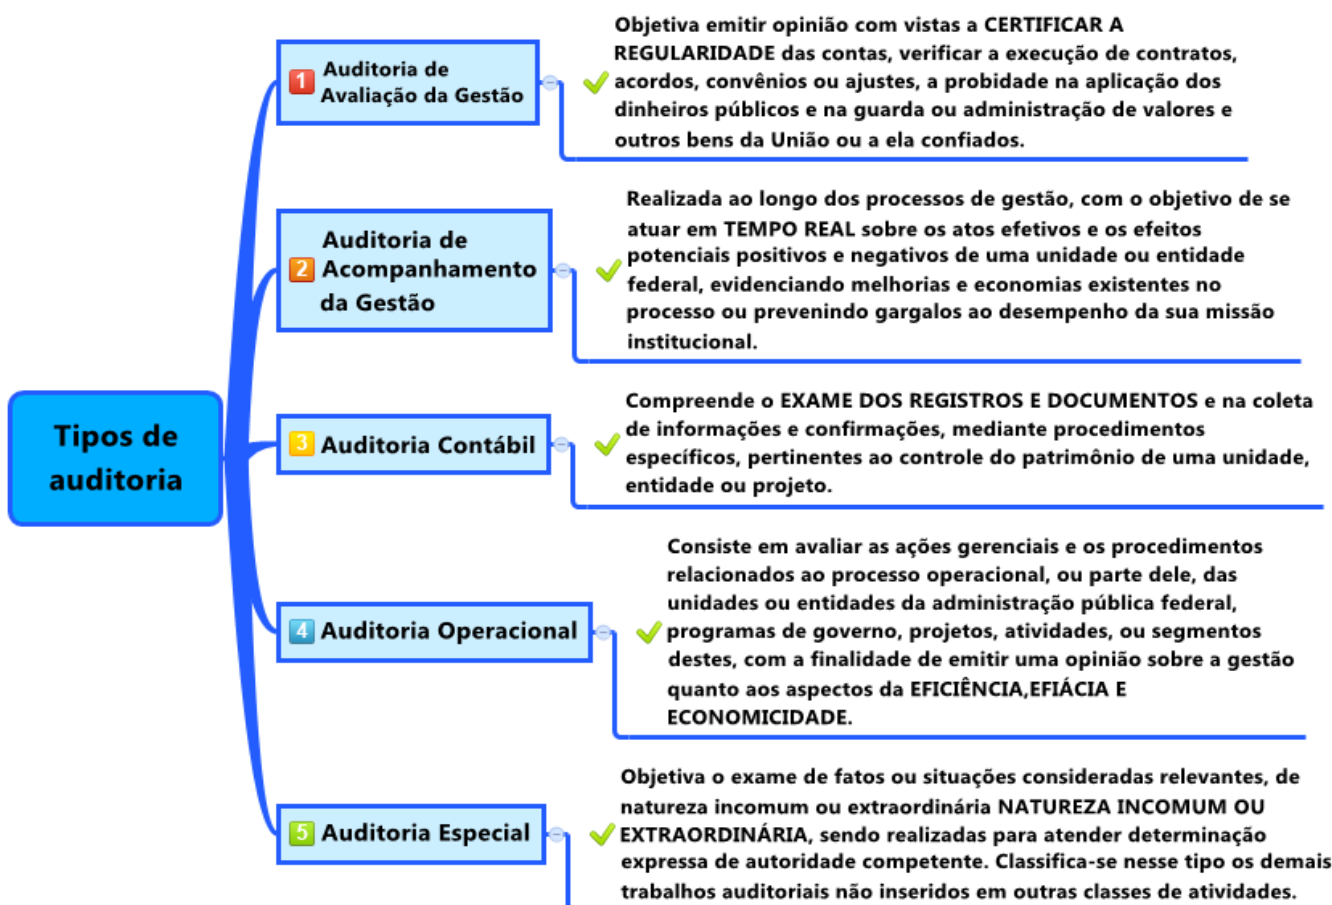 Tipos de
auditoria
1 Auditoria de
Avaliação da Gestão
Objetiva emitir opinião com vistas a CERTIFICAR A
REGULARIDADE das contas, verificar a execução de contratos,
acordos, convênios ou ajustes, a probidade na aplicação dos
dinheiros públicos e na guarda ou administração de valores e
outros bens da União ou a ela confiados.
2 Auditoria de
Acompanhamento
da Gestão
Realizada ao longo dos processos de gestão, com o objetivo de se
atuar em TEMPO REAL sobre os atos efetivos e os efeitos
potenciais positivos e negativos de uma unidade ou entidade
federal, evidenciando melhorias e economias existentes no
processo ou prevenindo gargalos ao desempenho da sua missão
institucional.
3 Auditoria Contábil
Compreende o EXAME DOS REGISTROS E DOCUMENTOS e na coleta
de informações e confirmações, mediante procedimentos
específicos, pertinentes ao controle do patrimônio de uma unidade,
entidade ou projeto.
4 Auditoria Operacional
Consiste em avaliar as ações gerenciais e os procedimentos
relacionados ao processo operacional, ou parte dele, das
unidades ou entidades da administração pública federal,
programas de governo, projetos, atividades, ou segmentos
destes, com a finalidade de emitir uma opinião sobre a gestão
quanto aos aspectos da EFICIÊNCIA,EFIÁCIA E
ECONOMICIDADE.
5 Auditoria Especial
Objetiva o exame de fatos ou situações consideradas relevantes, de
natureza incomum ou extraordinária NATUREZA INCOMUM OU
EXTRAORDINÁRIA, sendo realizadas para atender determinação
expressa de autoridade competente. Classifica-se nesse tipo os demais
trabalhos auditoriais não inseridos em outras classes de atividades.